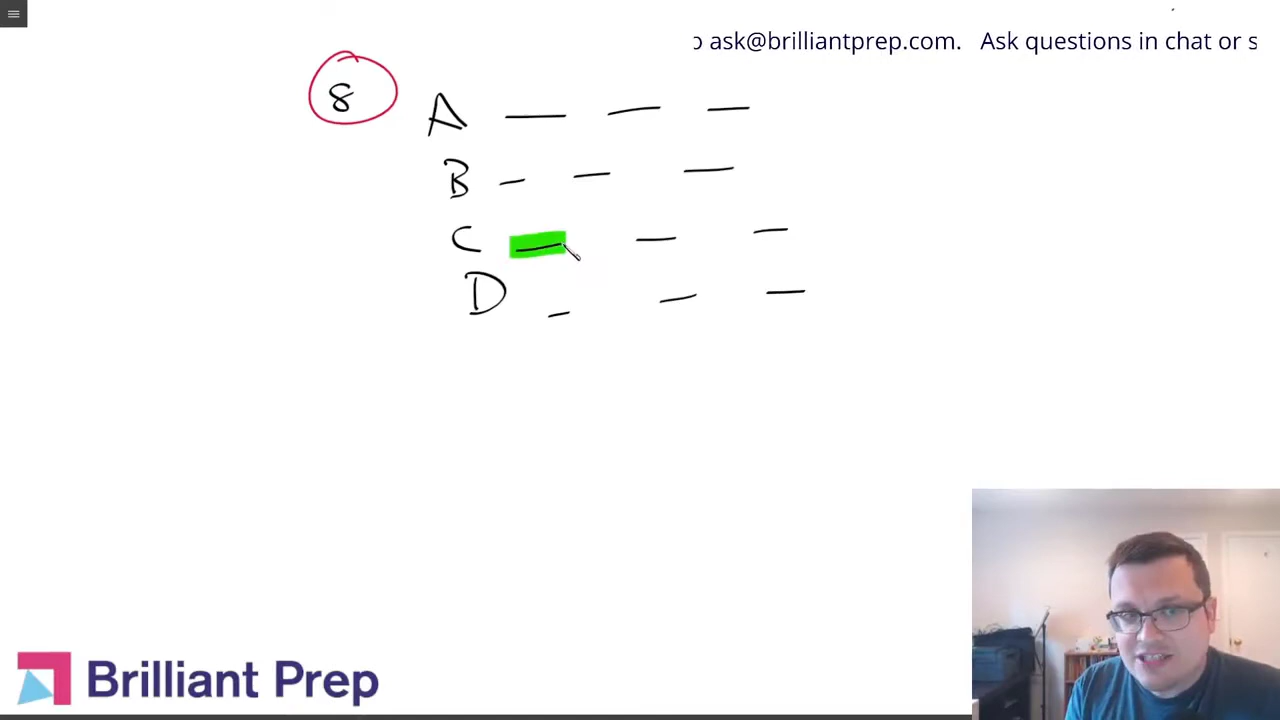 o ask@brilliantprep.com. Ask questions in chat or s
8
A — — —
B — — —
C — — —
D — — —
Brilliant Prep